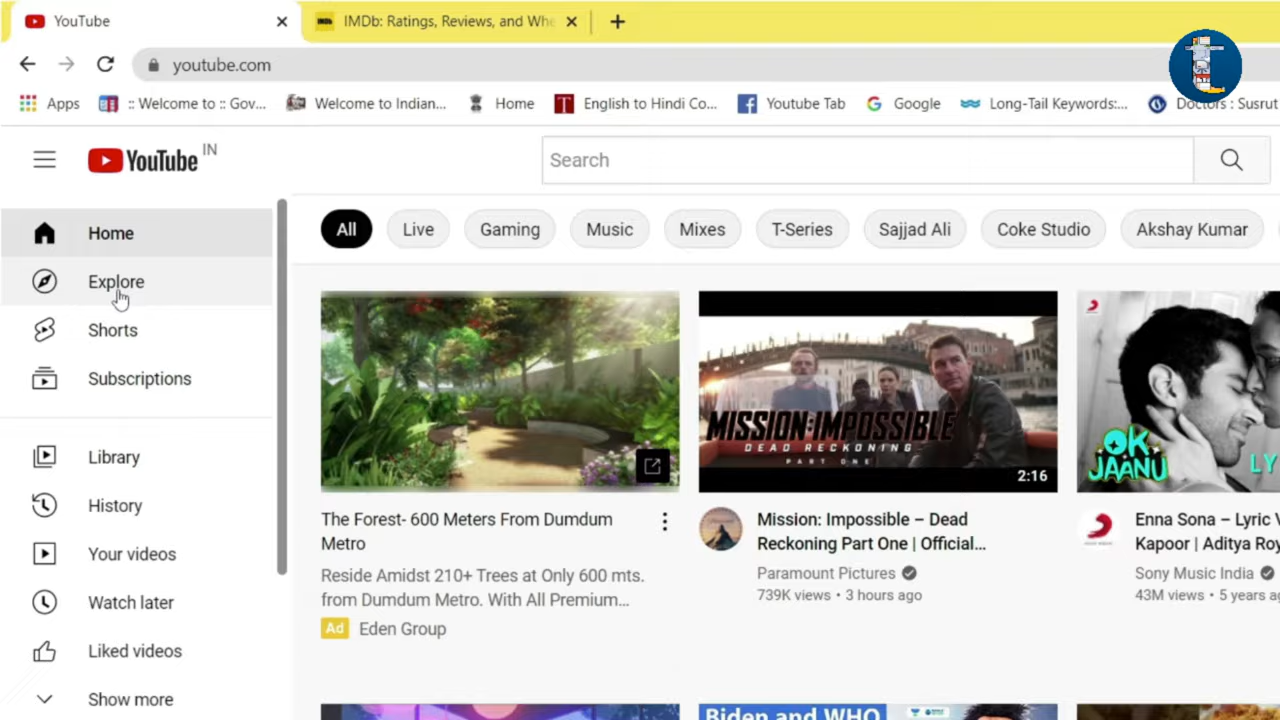 YouTube
IMDb: Ratings, Reviews, and Whe
youtube.com
Apps
:: Welcome to :: Gov...
Welcome to Indian...
Home
English to Hindi Co...
Youtube Tab
Google
Long-Tail Keywords:...
Doctors : Susrut
YouTube IN
Search
Home
Explore
Shorts
Subscriptions
Library
History
Your videos
Watch later
Liked videos
Show more
All
Live
Gaming
Music
Mixes
T-Series
Sajjad Ali
Coke Studio
Akshay Kumar
The Forest- 600 Meters From Dumdum
Metro
Reside Amidst 210+ Trees at Only 600 mts.
from Dumdum Metro. With All Premium...
Ad Eden Group
MISSION:IMPOSSIBLE
DEAD RECKONING
PART ONE
2:16
Mission: Impossible – Dead
Reckoning Part One | Official...
Paramount Pictures
739K views • 3 hours ago
OK
JAANU
LY
Enna Sona – Lyric
Kapoor | Aditya Roy
Sony Music India
43M views • 5 years ag
Biden and WHO